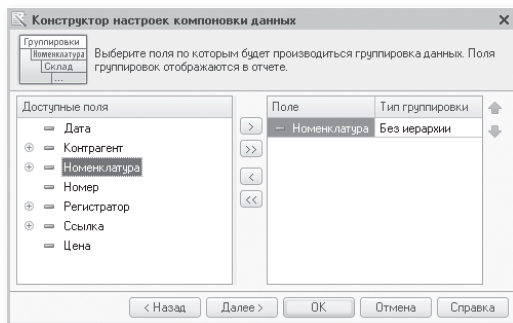 Конструктор настроек компоновки данных
Группировки
Номенклатура
Склад
...
Выберите поля по которым будет производиться группировка данных. Поля
группировок отображаются в отчете.
Доступные поля
Дата
Контрагент
Номенклатура
Номер
Регистратор
Ссылка
Цена
>
>>
<
<<
Поле Тип группировки
Номенклатура Без иерархии
< Назад Далее > ОК Отмена Справка